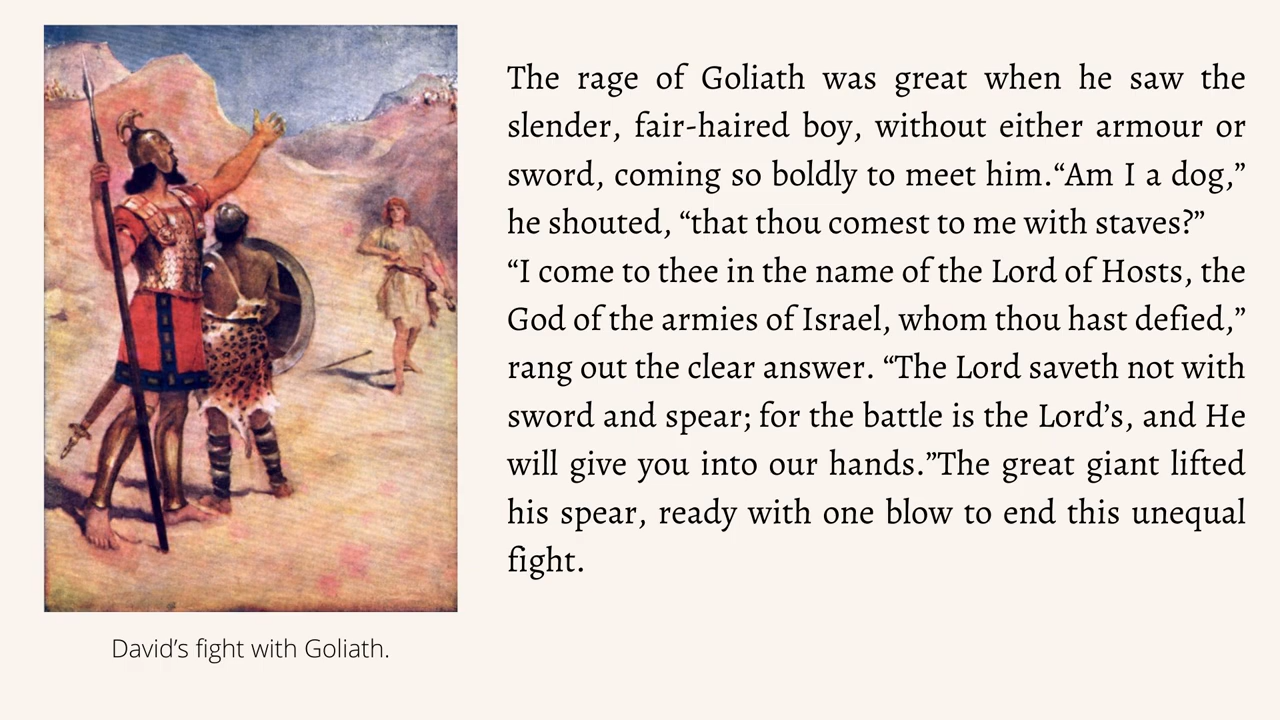 The rage of Goliath was great when he saw the
slender, fair-haired boy, without either armour or
sword, coming so boldly to meet him.“Am I a dog,”
he shouted, “that thou comest to me with staves?”
“I come to thee in the name of the Lord of Hosts, the
God of the armies of Israel, whom thou hast defied,”
rang out the clear answer. “The Lord saveth not with
sword and spear; for the battle is the Lord’s, and He
will give you into our hands.”The great giant lifted
his spear, ready with one blow to end this unequal
fight.
David’s fight with Goliath.